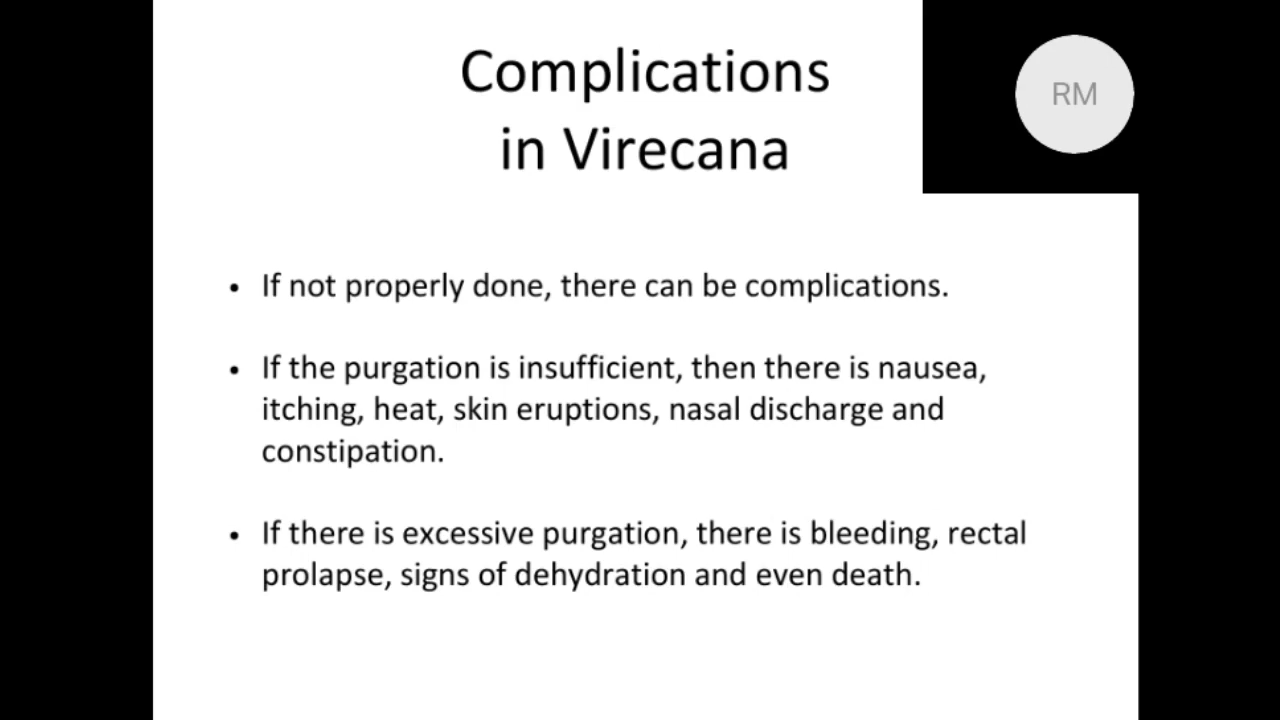 Complications
in Virecana
RM
• If not properly done, there can be complications.
• If the purgation is insufficient, then there is nausea,
itching, heat, skin eruptions, nasal discharge and
constipation.
• If there is excessive purgation, there is bleeding, rectal
prolapse, signs of dehydration and even death.